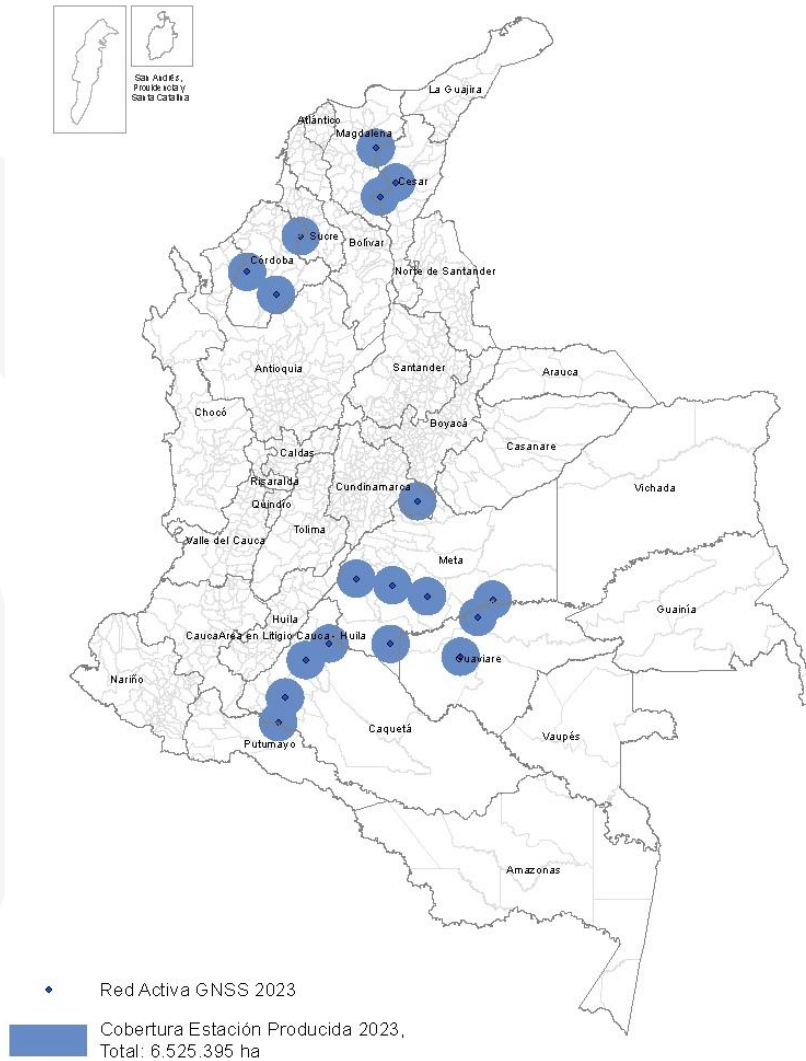 San Andrés,
Providencia y
Santa Catalina
La Guajira
Atlántico
Magdalena
Cesar
Sucre
Bolívar
Córdoba
Norte de Santander
Antioquia
Santander
Arauca
Chocó
Boyacá
Casanare
Caldas
Risaralda
Cundinamarca
Vichada
Quindío
Tolima
Valle del Cauca
Meta
Guainía
Huila
Cauca
Area en Litigio Cauca - Huila
Guaviare
Nariño
Caquetá
Vaupés
Putumayo
Amazonas
Red Activa GNSS 2023
Cobertura Estación Producida 2023,
Total: 6.525.395 ha